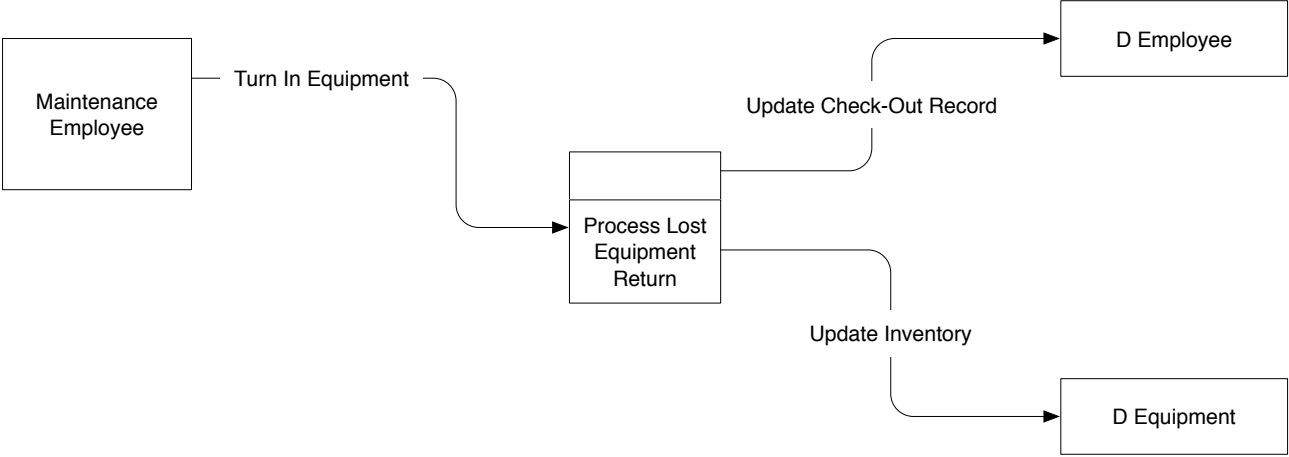 Maintenance
Employee
Turn In Equipment
Process Lost
Equipment
Return
Update Check-Out Record
D Employee
Update Inventory
D Equipment